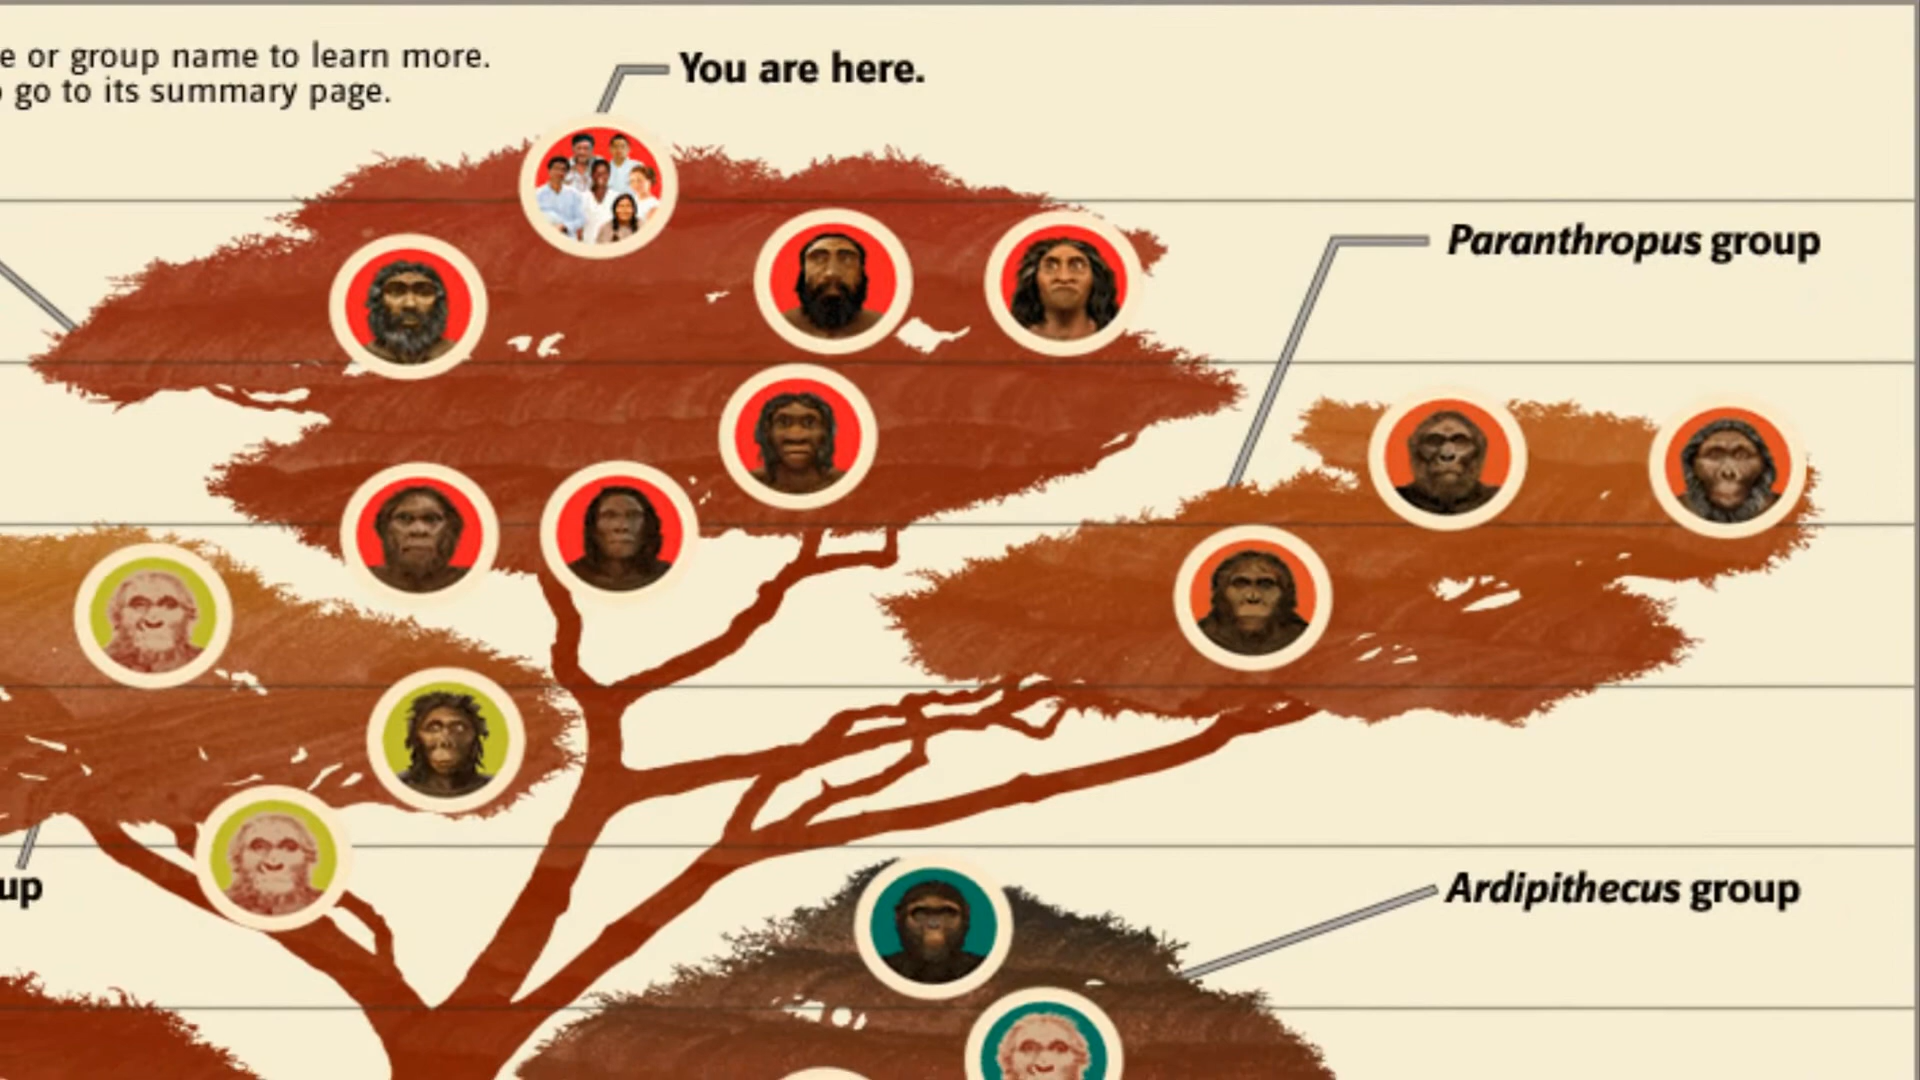 e or group name to learn more.
go to its summary page.
You are here.
Paranthropus group
up
Ardipithecus group